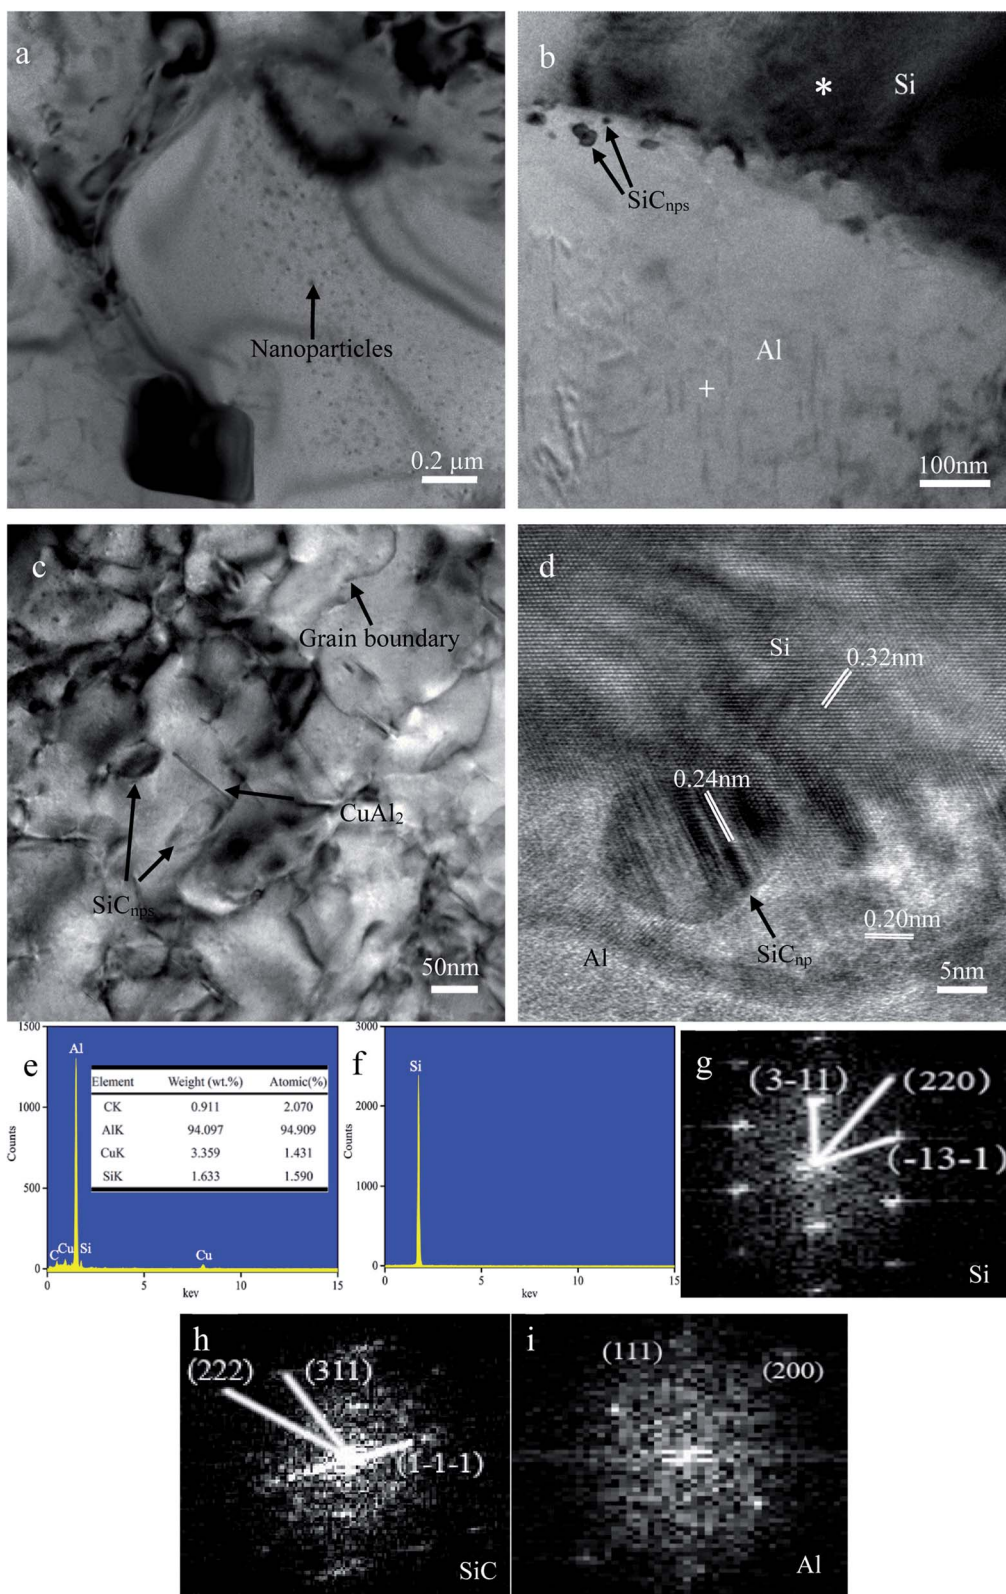 a
Nanoparticles
0.2 µm
b
*
Si
SiCnps
Al
+
100nm
c
Grain boundary
CuAl2
SiCnps
50nm
d
Si
0.32nm
0.24nm
0.20nm
SiCnp
Al
5nm
e
1500
1000
500
0
Counts
Al
Element Weight (wt.%) Atomic(%)
CK 0.911 2.070
AlK 94.097 94.909
CuK 3.359 1.431
SiK 1.633 1.590
C Cu Si Cu
0 5 10 15
kev
f
3000
2000
1000
0
Counts
Si
0 5 10 15
kev
g
(3-11)
(220)
(-13-1)
Si
h
(222)
(311)
(1-1-1)
SiC
i
(111)
(200)
Al